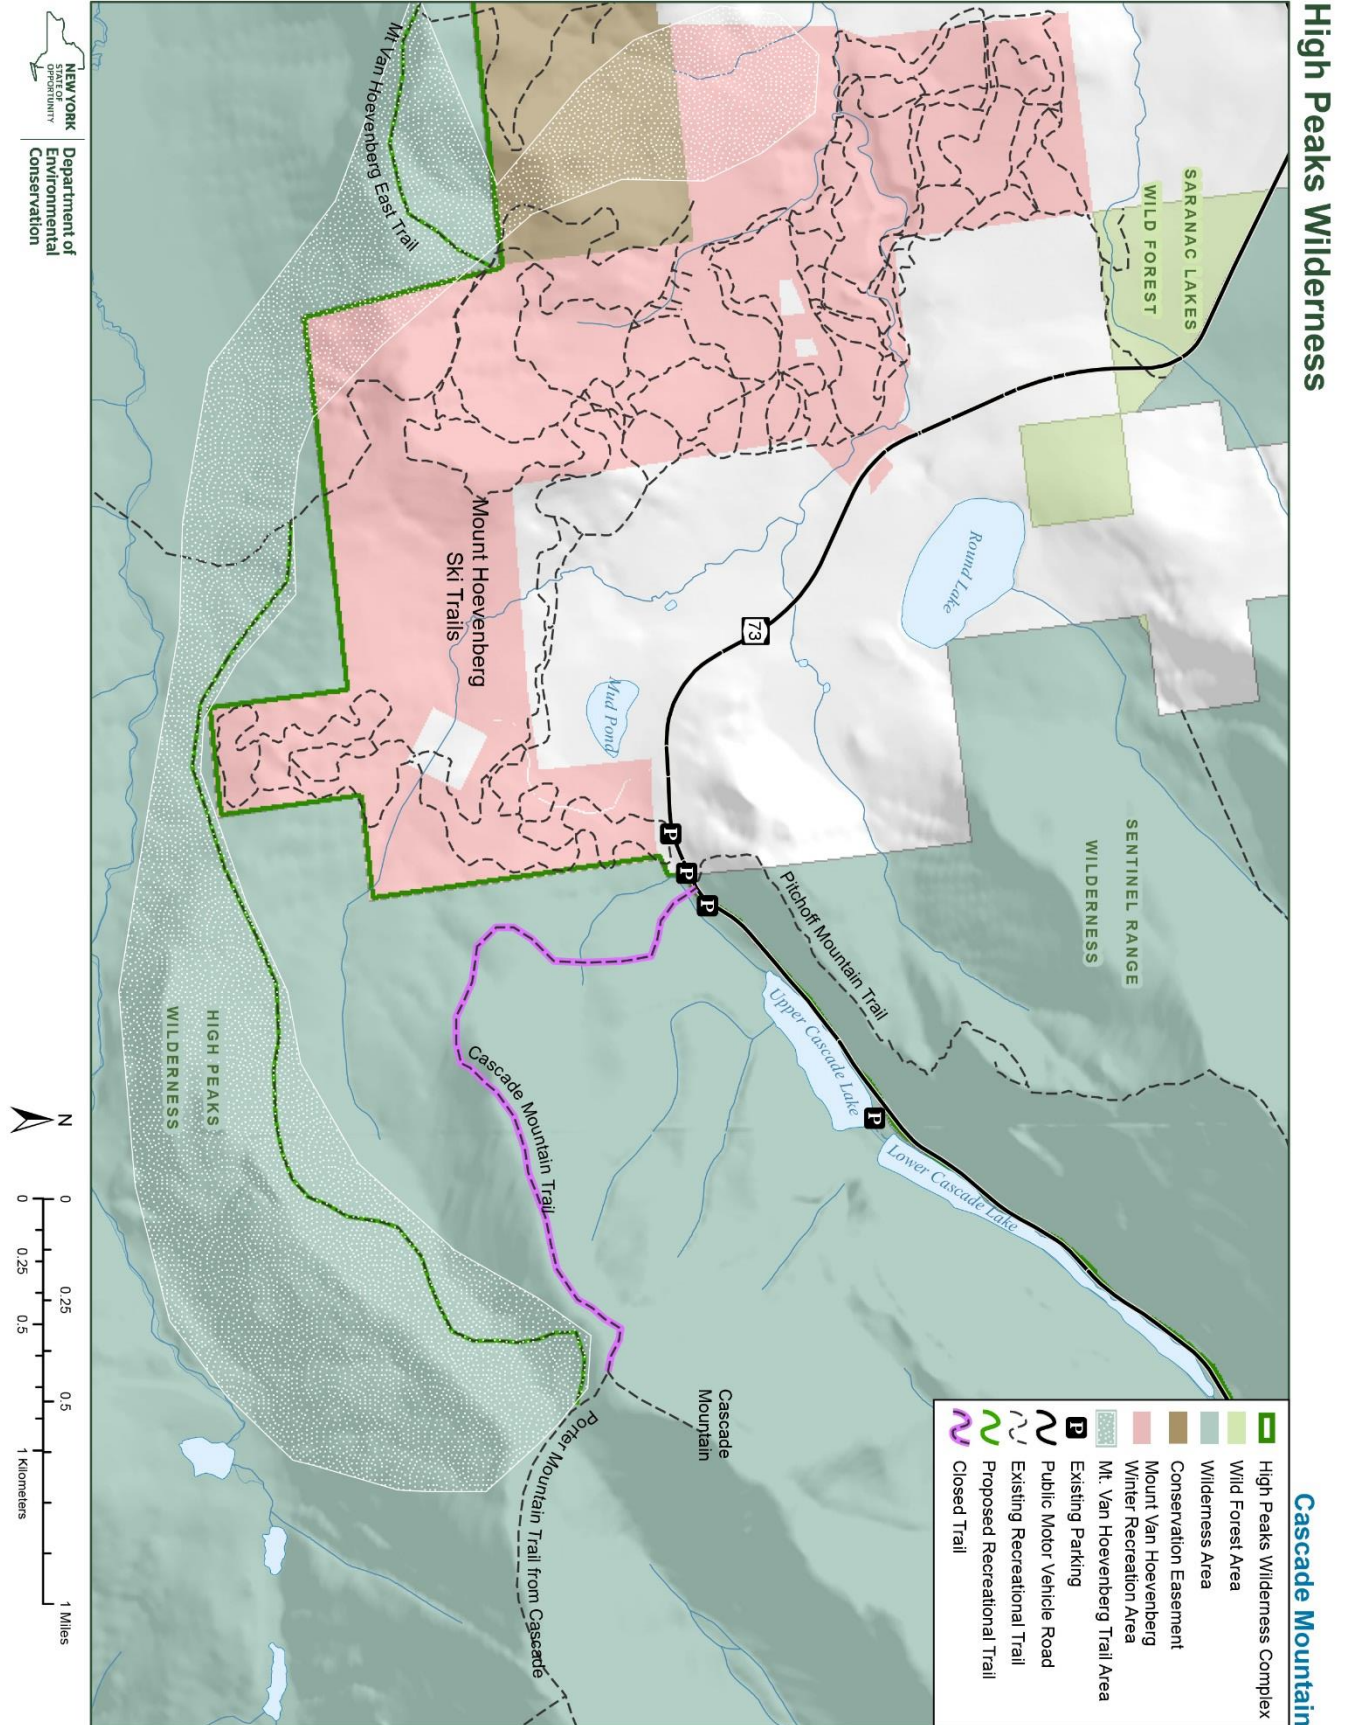 High Peaks Wilderness
Cascade Mountain
SARANAC LAKES
WILD FOREST
Round Lake
73
Mud Pond
Mount Hoevenberg
Ski Trails
Mt Van Hoevenberg East Trail
SENTINEL RANGE
WILDERNESS
Pitchoff Mountain Trail
P
P
P
P
Upper Cascade Lake
Lower Cascade Lake
Cascade Mountain Trail
Cascade
Mountain
Porter Mountain Trail from Cascade
HIGH PEAKS
WILDERNESS
High Peaks Wilderness Complex
Wild Forest Area
Wilderness Area
Conservation Easement
Mount Van Hoevenberg
Winter Recreation Area
Mt. Van Hoevenberg Trail Area
P Existing Parking
Public Motor Vehicle Road
Existing Recreational Trail
Proposed Recreational Trail
Closed Trail
NEW YORK
STATE OF
OPPORTUNITY
Department of
Environmental
Conservation
N
0 0.25 0.5 1 Miles
0 0.25 0.5 1 Kilometers